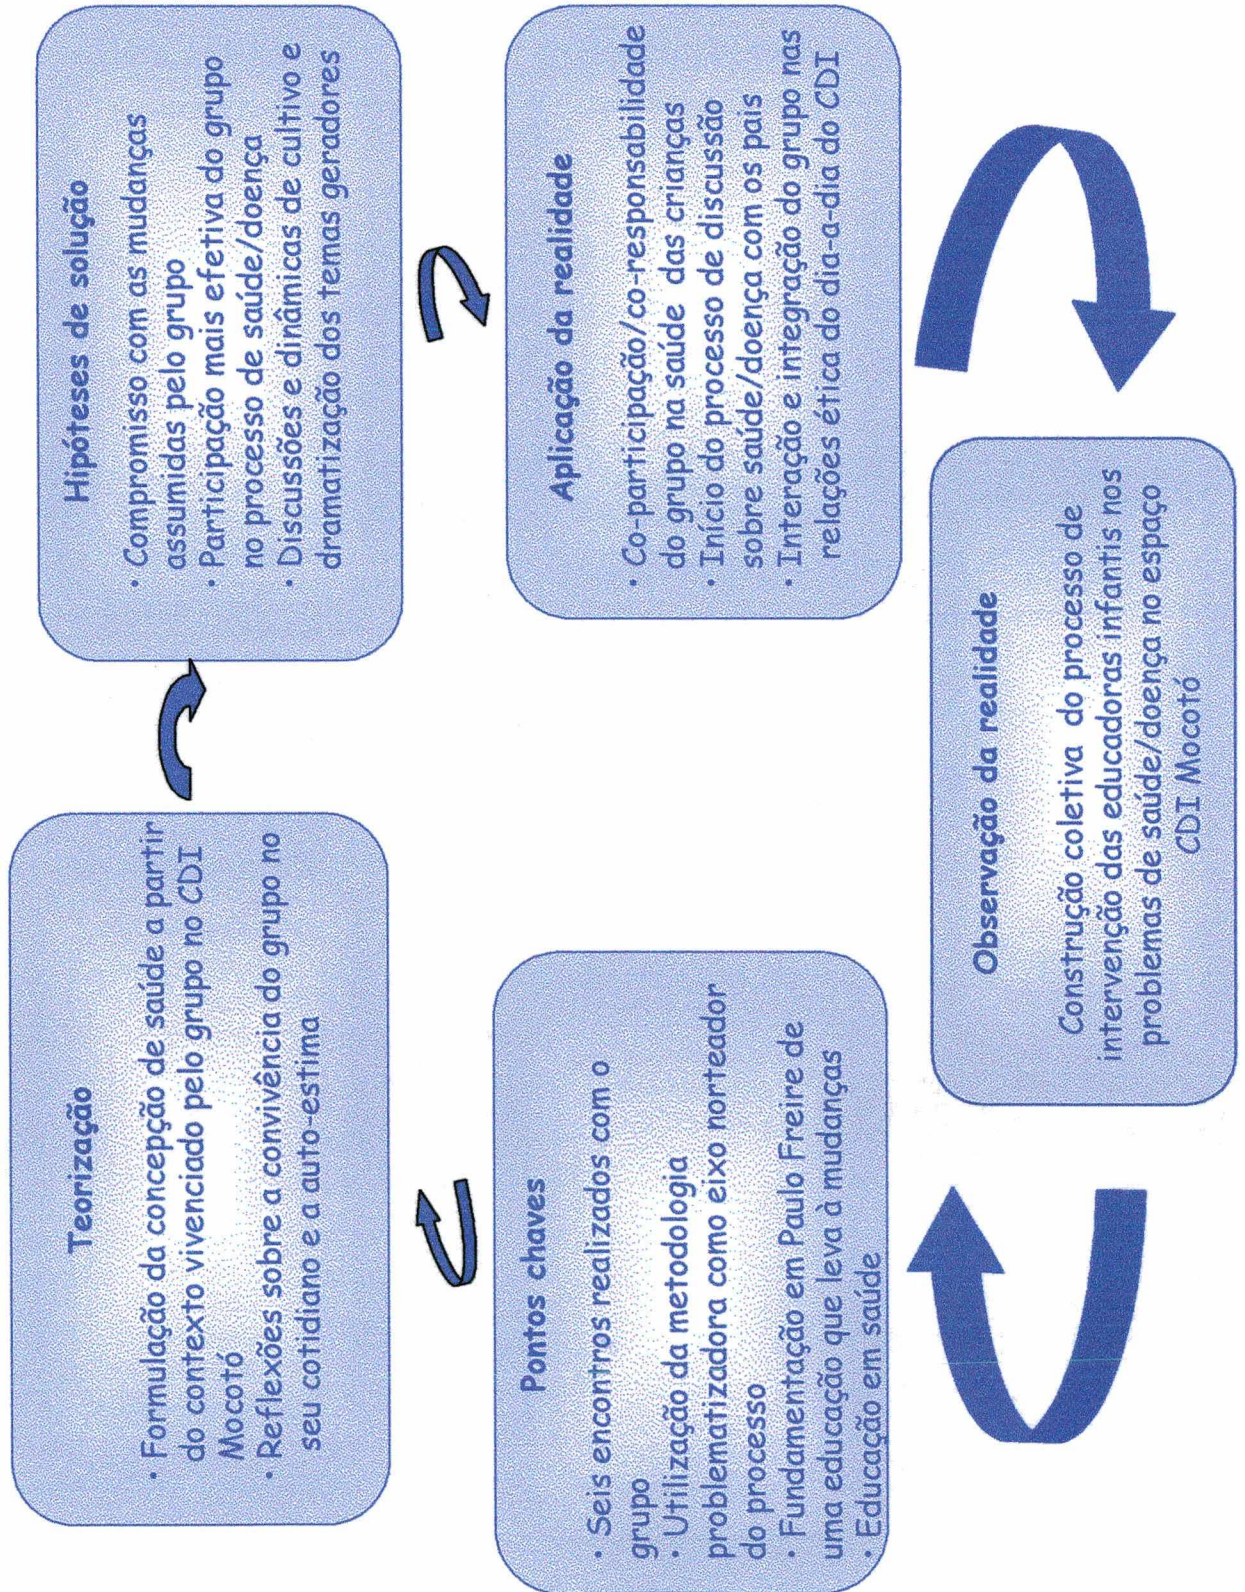 Teorização
• Formulação da concepção de saúde a partir
do contexto vivenciado pelo grupo no CDI
Mocotó
• Reflexões sobre a convivência do grupo no
seu cotidiano e a auto-estima
Hipóteses de solução
• Compromisso com as mudanças
assumidas pelo grupo
• Participação mais efetiva do grupo
no processo de saúde/doença
• Discussões e dinâmicas de cultivo e
dramatização dos temas geradores
Pontos chaves
• Seis encontros realizados com o
grupo
• Utilização da metodologia
problematizadora como eixo norteador
do processo
• Fundamentação em Paulo Freire de
uma educação que leva à mudanças
• Educação em saúde
Aplicação da realidade
• Co-participação/co-responsabilidade
do grupo na saúde das crianças
• Início do processo de discussão
sobre saúde/doença com os pais
• Interação e integração do grupo nas
relações ética do dia-a-dia do CDI
Observação da realidade
Construção coletiva do processo de
intervenção das educadoras infantis nos
problemas de saúde/doença no espaço
CDI Mocotó